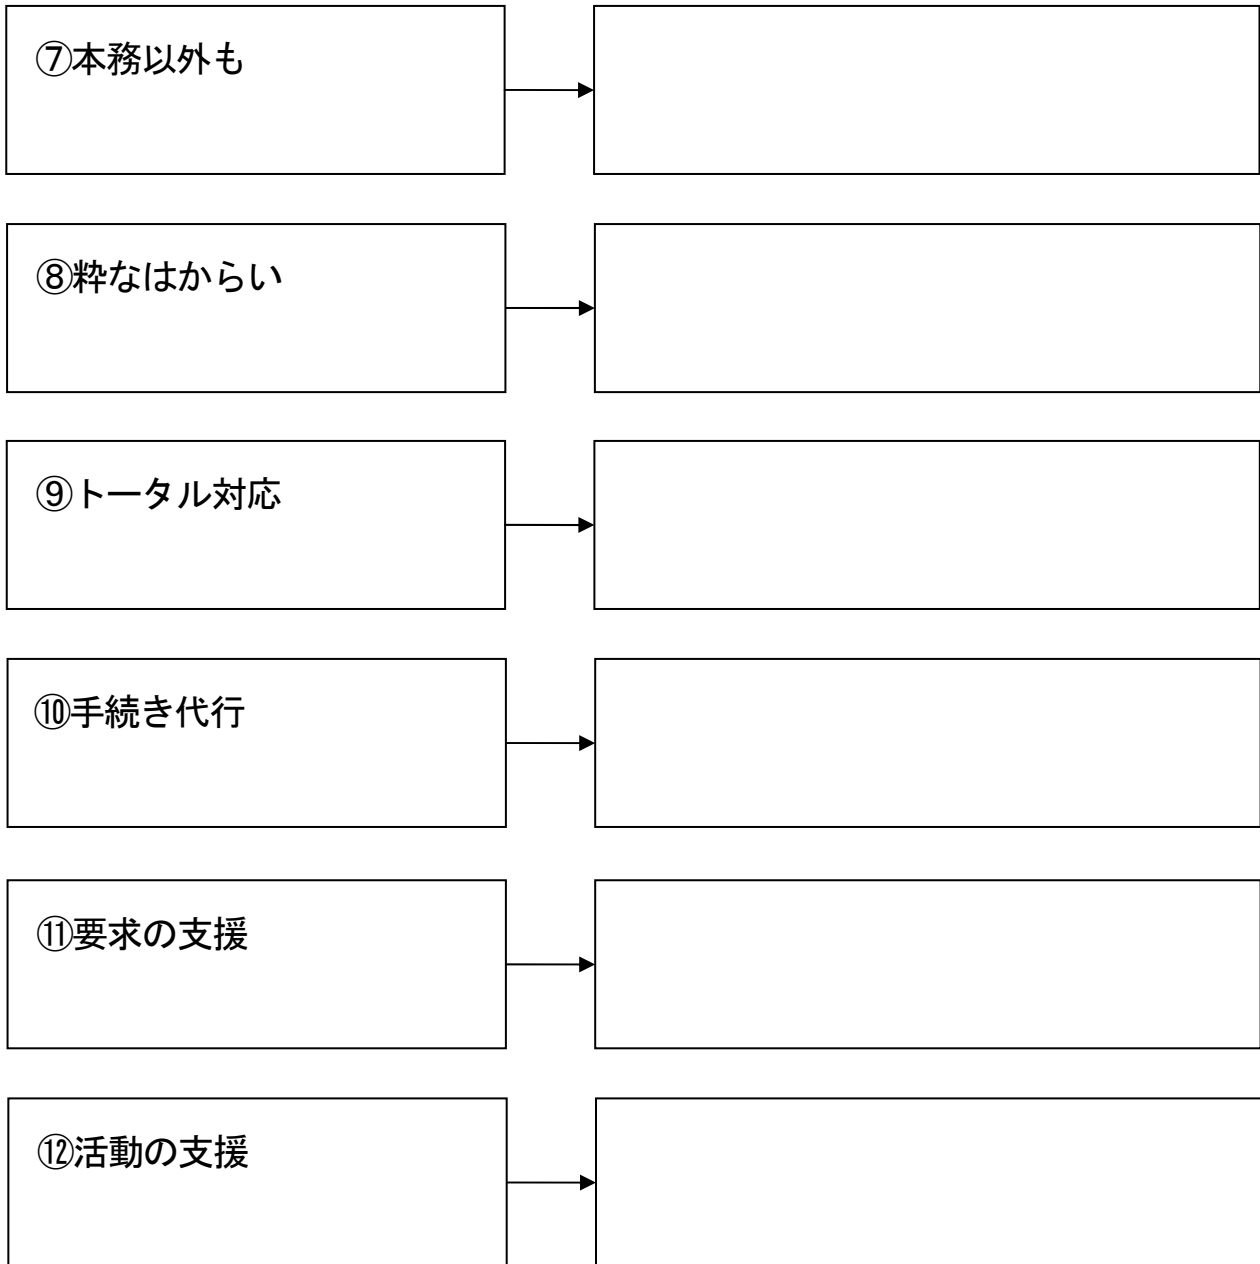 ⑦本務以外も
⑧粋なはからい
⑨トータル対応
⑩手続き代行
⑪要求の支援
⑫活動の支援